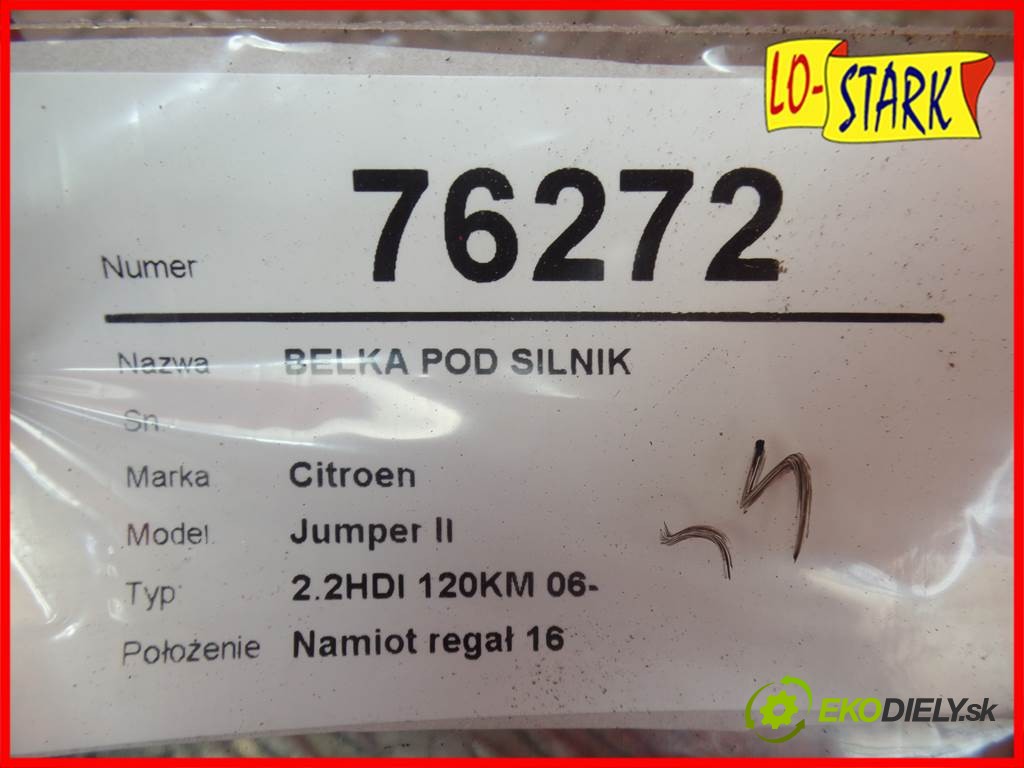 LO-STARK
Numer 76272
Nazwa BELKA POD SILNIK
Sn.
Marka Citroen
Model Jumper II
Typ 2.2HDI 120KM 06-
Położenie Namiot regał 16
EKODIELY.sk